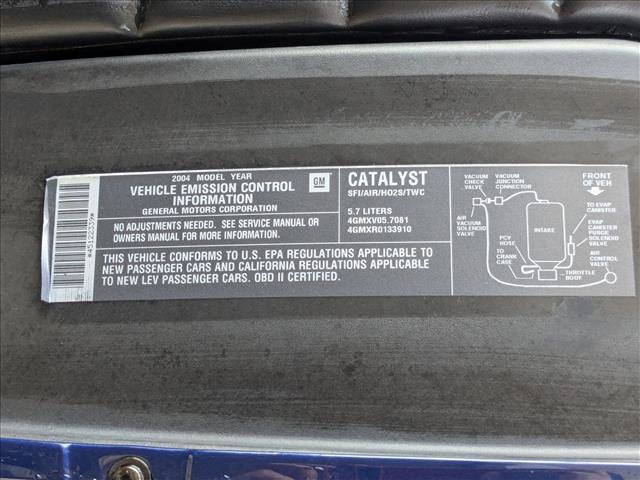 *45122339*
2004 MODEL YEAR
VEHICLE EMISSION CONTROL
INFORMATION
GENERAL MOTORS CORPORATION
GM
NO ADJUSTMENTS NEEDED. SEE SERVICE MANUAL OR
OWNERS MANUAL FOR MORE INFORMATION.
CATALYST
SFI/AIR/HO2S/TWC
5.7 LITERS
4GMXV05.7081
4GMXR0133910
THIS VEHICLE CONFORMS TO U.S. EPA REGULATIONS APPLICABLE TO
NEW PASSENGER CARS AND CALIFORNIA REGULATIONS APPLICABLE
TO NEW LEV PASSENGER CARS. OBD II CERTIFIED.
VACUUM
CHECK
VALVE
VACUUM
JUNCTION
CONNECTOR
FRONT
OF VEH
AIR
VACUUM
SOLENOID
VALVE
INTAKE
TO EVAP
CANISTER
EVAP
CANISTER
PURGE
SOLENOID
VALVE
PCV
HOSE
TO
CRANK
CASE
THROTTLE
BODY
AIR
CONTROL
VALVE